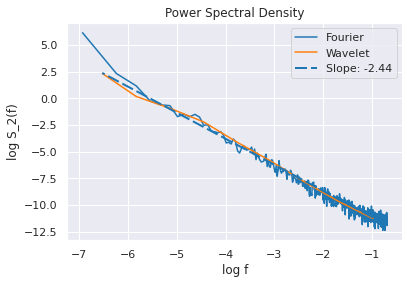 Power Spectral Density
Fourier
Wavelet
Slope: -2.44
log S_2(f)
5.0
2.5
0.0
−2.5
−5.0
−7.5
−10.0
−12.5
−7 −6 −5 −4 −3 −2 −1
log f